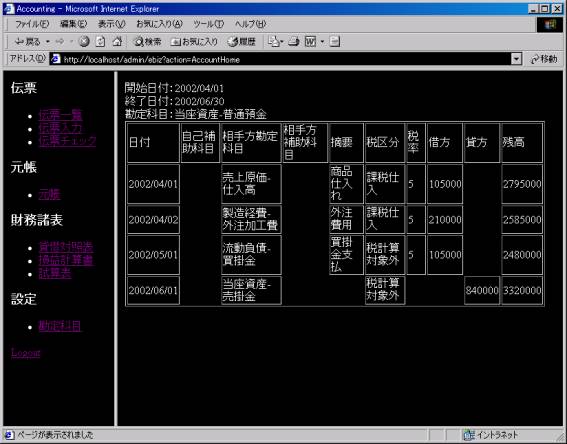 Accounting - Microsoft Internet Explorer
ファイル(F) 編集(E) 表示(V) お気に入り(A) ツール(T) ヘルプ(H)
戻る 検索 お気に入り 履歴
アドレス(D) http://localhost/admin/ebiz?action=AccountHome 移動
伝票
伝票一覧
伝票入力
伝票チェック
元帳
元帳
財務諸表
貸借対照表
損益計算書
試算表
設定
勘定科目
Logout
開始日付:2002/04/01
終了日付:2002/06/30
勘定科目:当座資産-普通預金
日付 自己補助科目 相手方勘定科目 相手方補助科目 摘要 税区分 税率 借方 貸方 残高
2002/04/01 売上原価-仕入高 商品仕入れ 課税仕入 5 105000 2795000
2002/04/02 製造経費-外注加工費 外注費用 課税仕入 5 210000 2585000
2002/05/01 流動負債-買掛金 買掛金支払 税計算対象外 5 105000 2480000
2002/06/01 当座資産-売掛金 税計算対象外 840000 3320000
ページが表示されました イントラネット